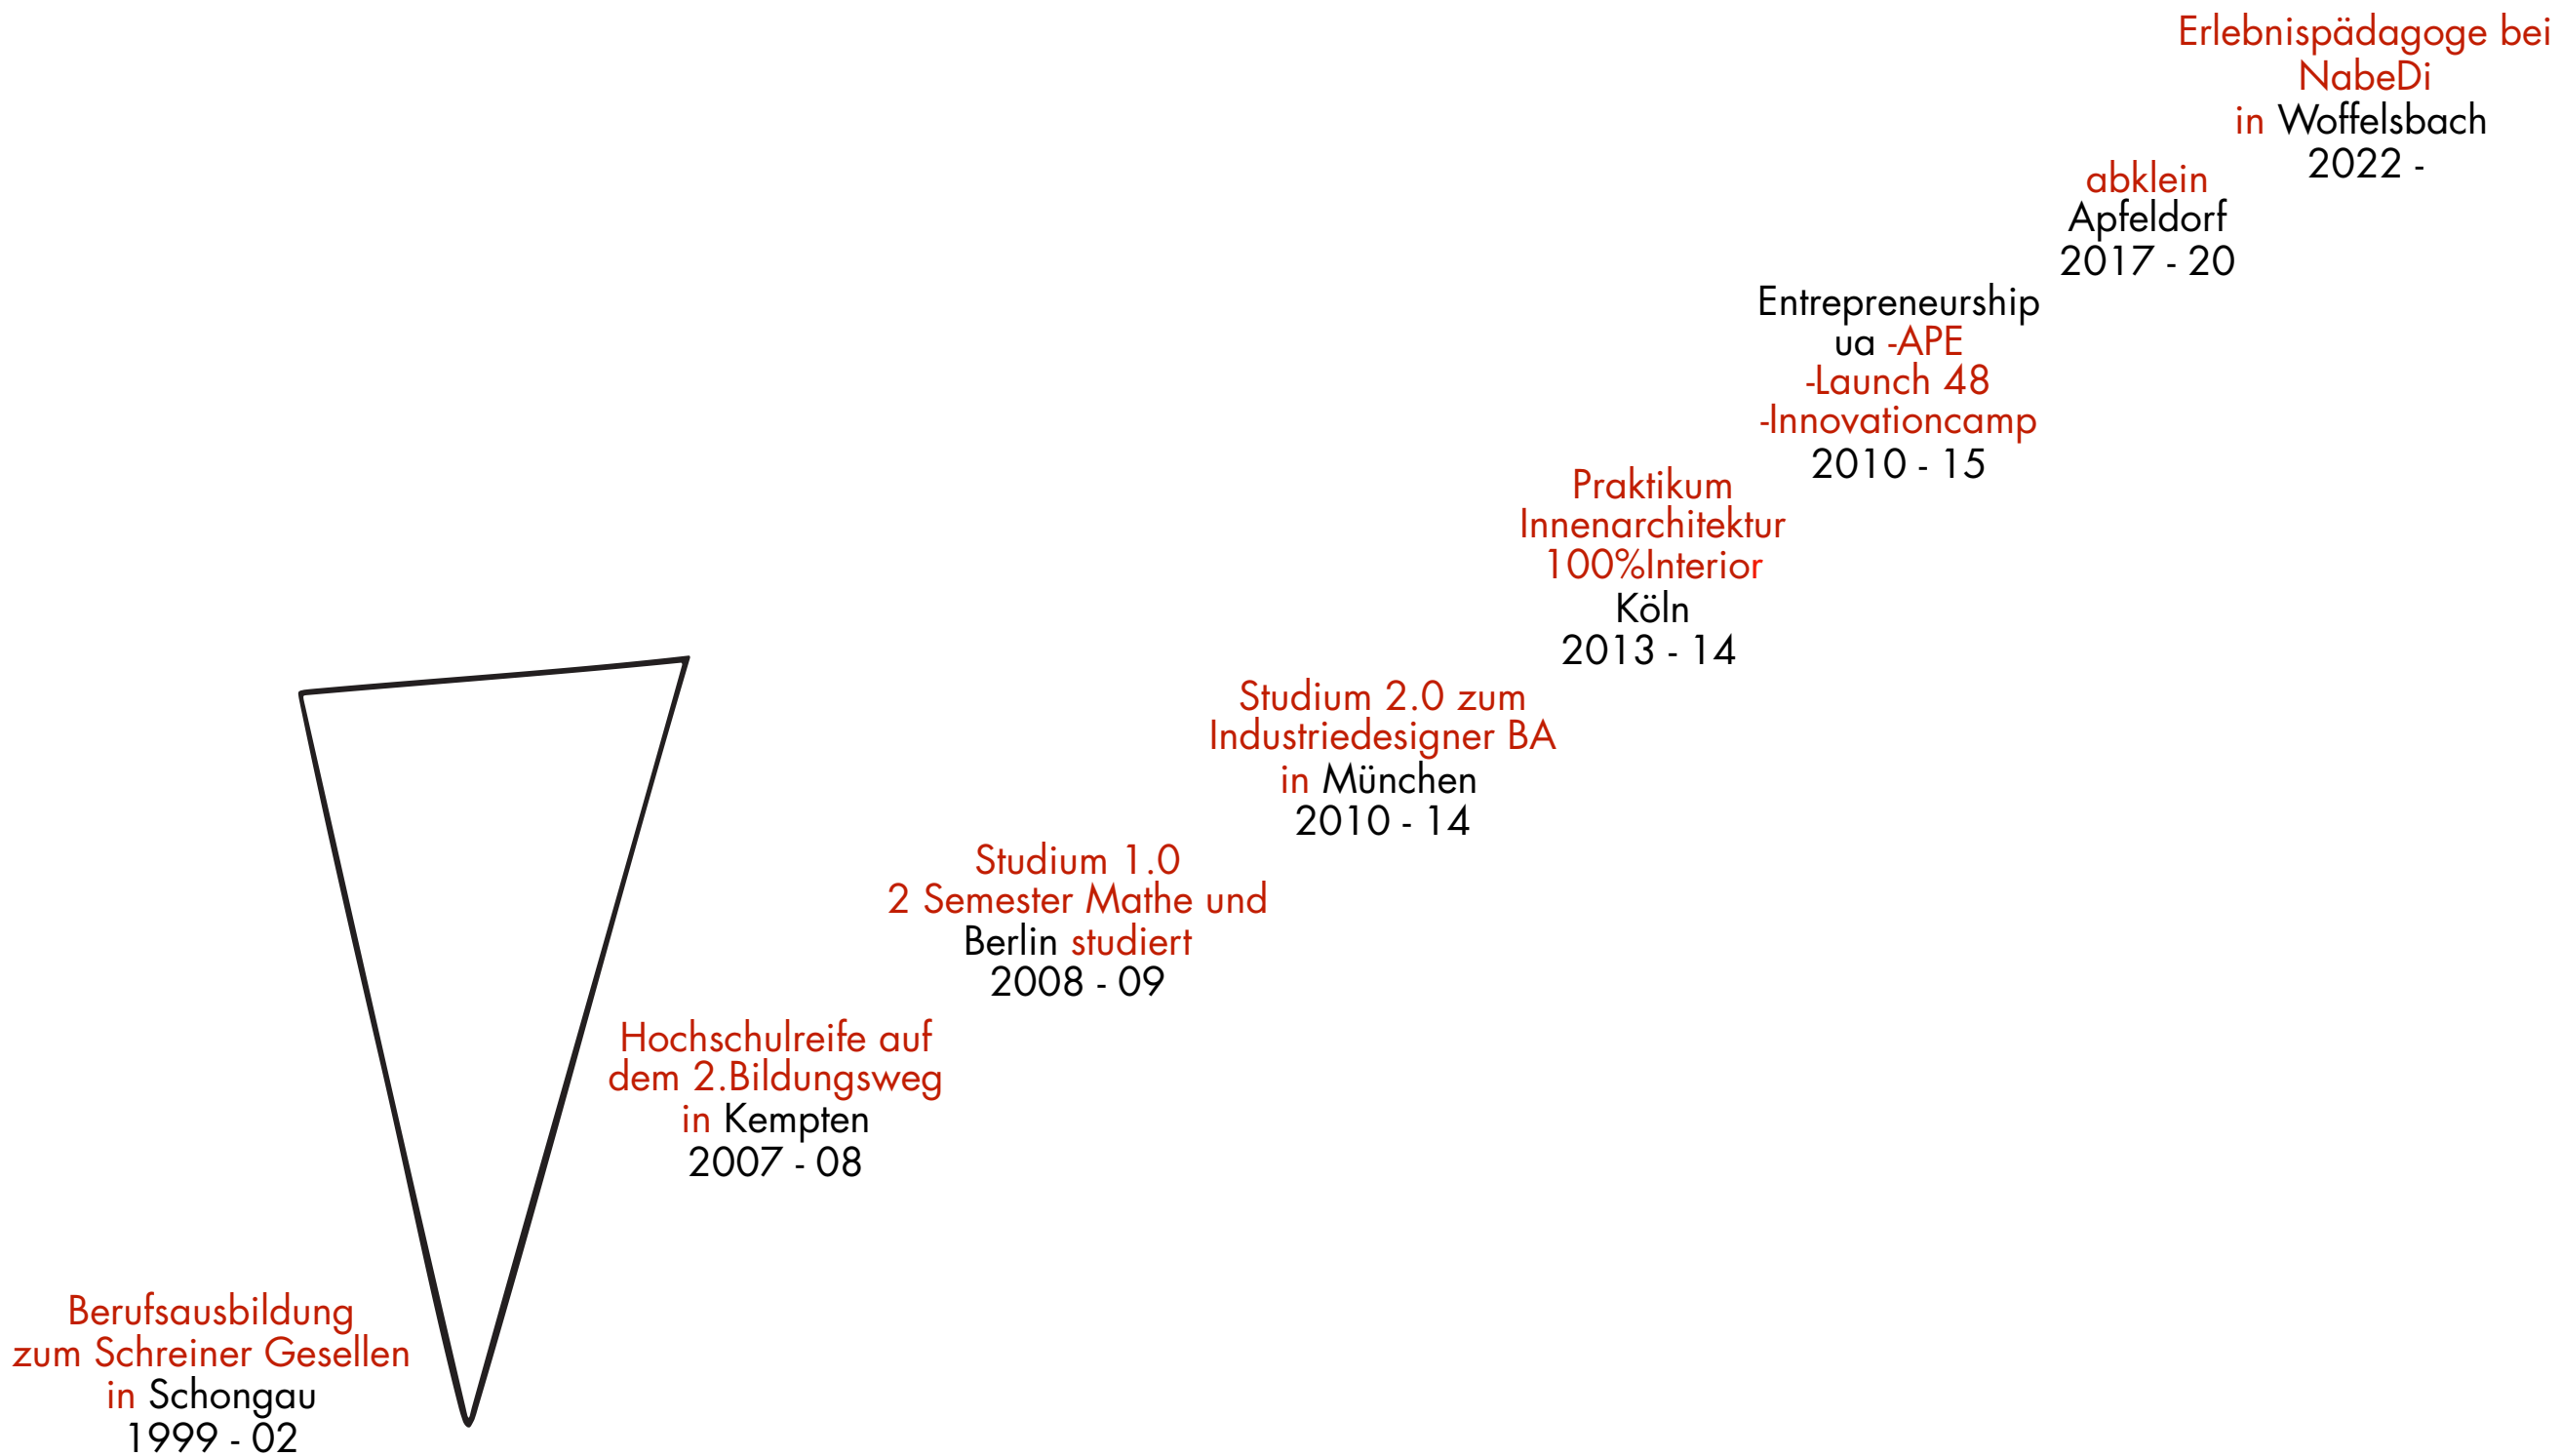 Erlebnispädagoge bei
NabeDi
in Woffelsbach
2022 -
abklein
Apfeldorf
2017 - 20
Entrepreneurship
ua -APE
-Launch 48
-Innovationcamp
2010 - 15
Praktikum
Innenarchitektur
100%Interior
Köln
2013 - 14
Studium 2.0 zum
Industriedesigner BA
in München
2010 - 14
Studium 1.0
2 Semester Mathe und
Berlin studiert
2008 - 09
Hochschulreife auf
dem 2.Bildungsweg
in Kempten
2007 - 08
Berufsausbildung
zum Schreiner Gesellen
in Schongau
1999 - 02